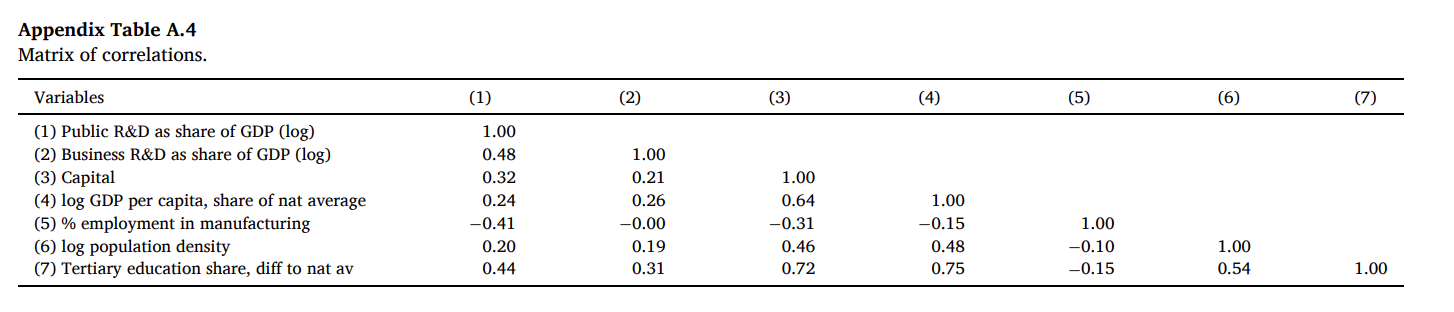 Appendix Table A.4
Matrix of correlations.
Variables (1) (2) (3) (4) (5) (6) (7)
(1) Public R&D as share of GDP (log) 1.00
(2) Business R&D as share of GDP (log) 0.48 1.00
(3) Capital 0.32 0.21 1.00
(4) log GDP per capita, share of nat average 0.24 0.26 0.64 1.00
(5) % employment in manufacturing −0.41 −0.00 −0.31 −0.15 1.00
(6) log population density 0.20 0.19 0.46 0.48 −0.10 1.00
(7) Tertiary education share, diff to nat av 0.44 0.31 0.72 0.75 −0.15 0.54 1.00